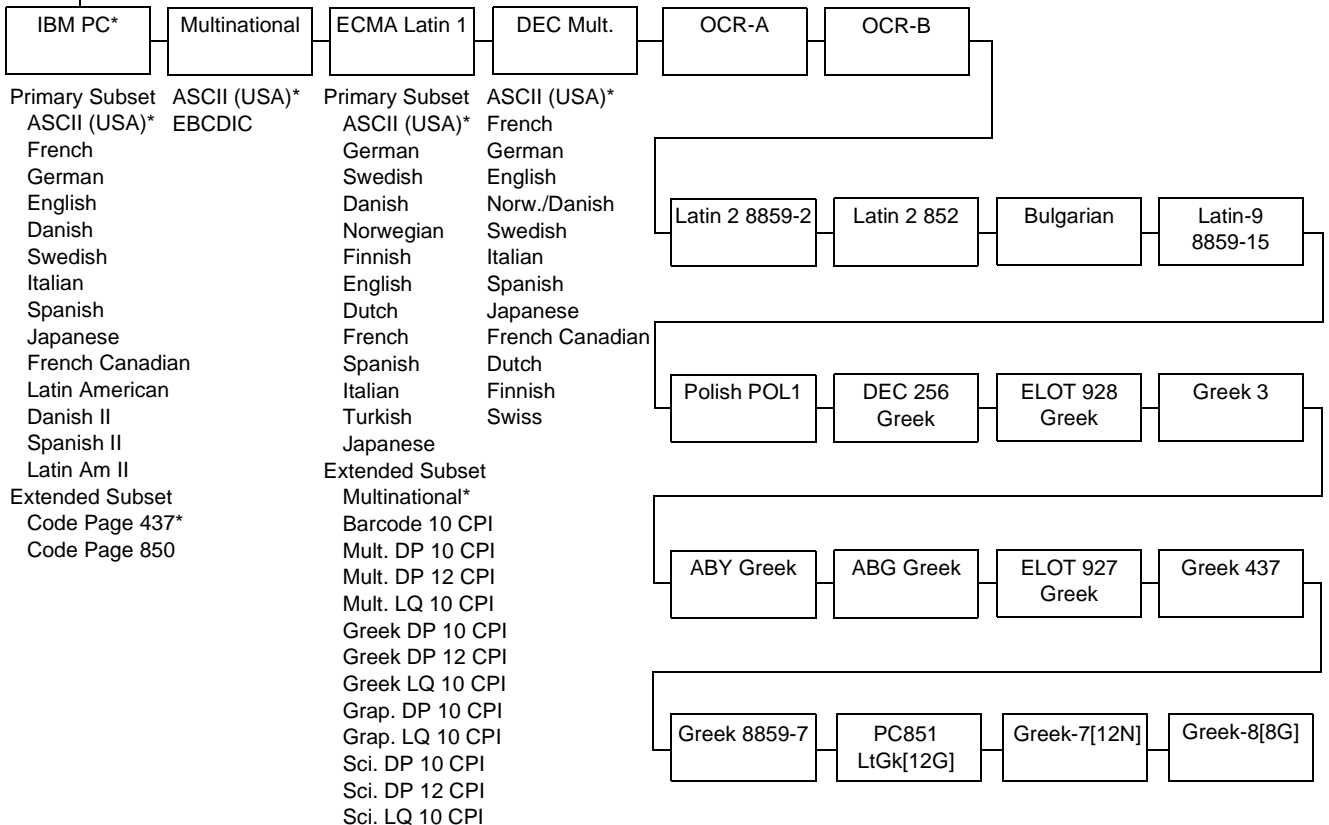 IBM PC*
Multinational
ECMA Latin 1
DEC Mult.
OCR-A
OCR-B
Primary Subset
ASCII (USA)*
French
German
English
Danish
Swedish
Italian
Spanish
Japanese
French Canadian
Latin American
Danish II
Spanish II
Latin Am II
Extended Subset
Code Page 437*
Code Page 850
ASCII (USA)*
EBCDIC
Primary Subset
ASCII (USA)*
German
Swedish
Danish
Norwegian
Finnish
English
Dutch
French
Spanish
Italian
Turkish
Japanese
Extended Subset
Multinational*
Barcode 10 CPI
Mult. DP 10 CPI
Mult. DP 12 CPI
Mult. LQ 10 CPI
Greek DP 10 CPI
Greek DP 12 CPI
Greek LQ 10 CPI
Grap. DP 10 CPI
Grap. LQ 10 CPI
Sci. DP 10 CPI
Sci. DP 12 CPI
Sci. LQ 10 CPI
ASCII (USA)*
French
German
English
Norw./Danish
Swedish
Italian
Spanish
Japanese
French Canadian
Dutch
Finnish
Swiss
Latin 2 8859-2
Latin 2 852
Bulgarian
Latin-9
8859-15
Polish POL1
DEC 256
Greek
ELOT 928
Greek
Greek 3
ABY Greek
ABG Greek
ELOT 927
Greek
Greek 437
Greek 8859-7
PC851
LtGk[12G]
Greek-7[12N]
Greek-8[8G]